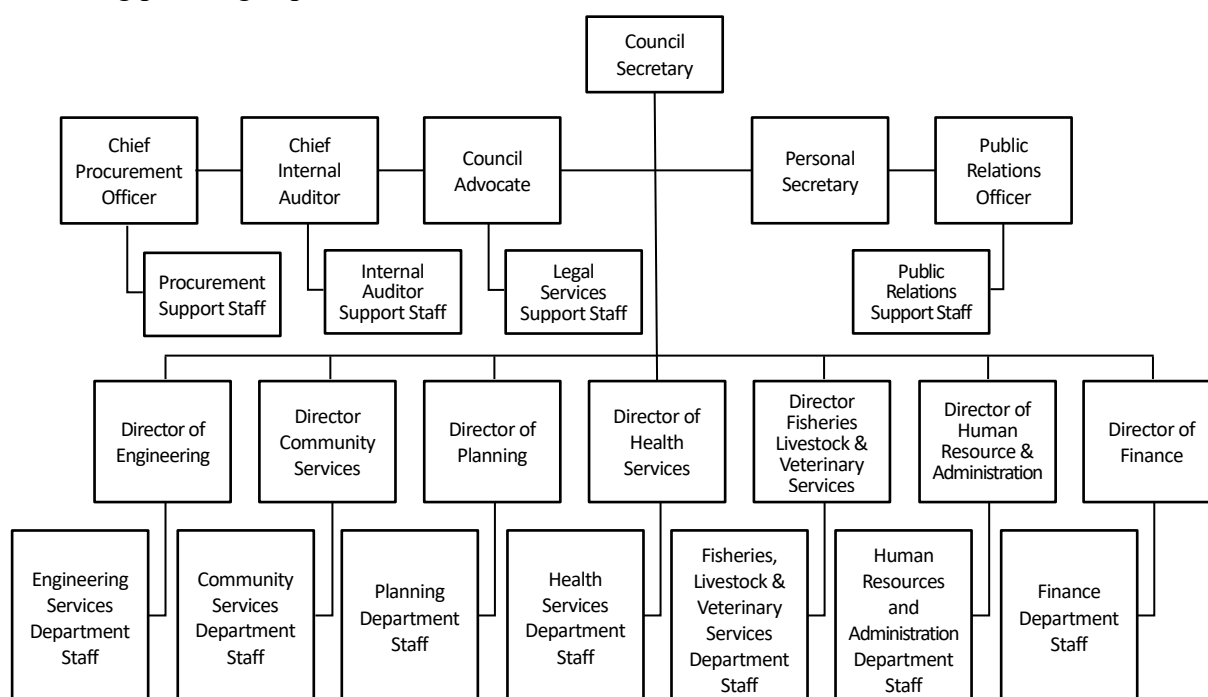 Council
Secretary
Chief
Procurement
Officer
Chief
Internal
Auditor
Council
Advocate
Personal
Secretary
Public
Relations
Officer
Procurement
Support Staff
Internal
Auditor
Support Staff
Legal
Services
Support Staff
Public
Relations
Support Staff
Director of
Engineering
Director
Community
Services
Director of
Planning
Director of
Health
Services
Director
Fisheries
Livestock &
Veterinary
Services
Director of
Human
Resource &
Administration
Director of
Finance
Engineering
Services
Department
Staff
Community
Services
Department
Staff
Planning
Department
Staff
Health
Services
Department
Staff
Fisheries,
Livestock &
Veterinary
Services
Department
Staff
Human
Resources
and
Administration
Department
Staff
Finance
Department
Staff